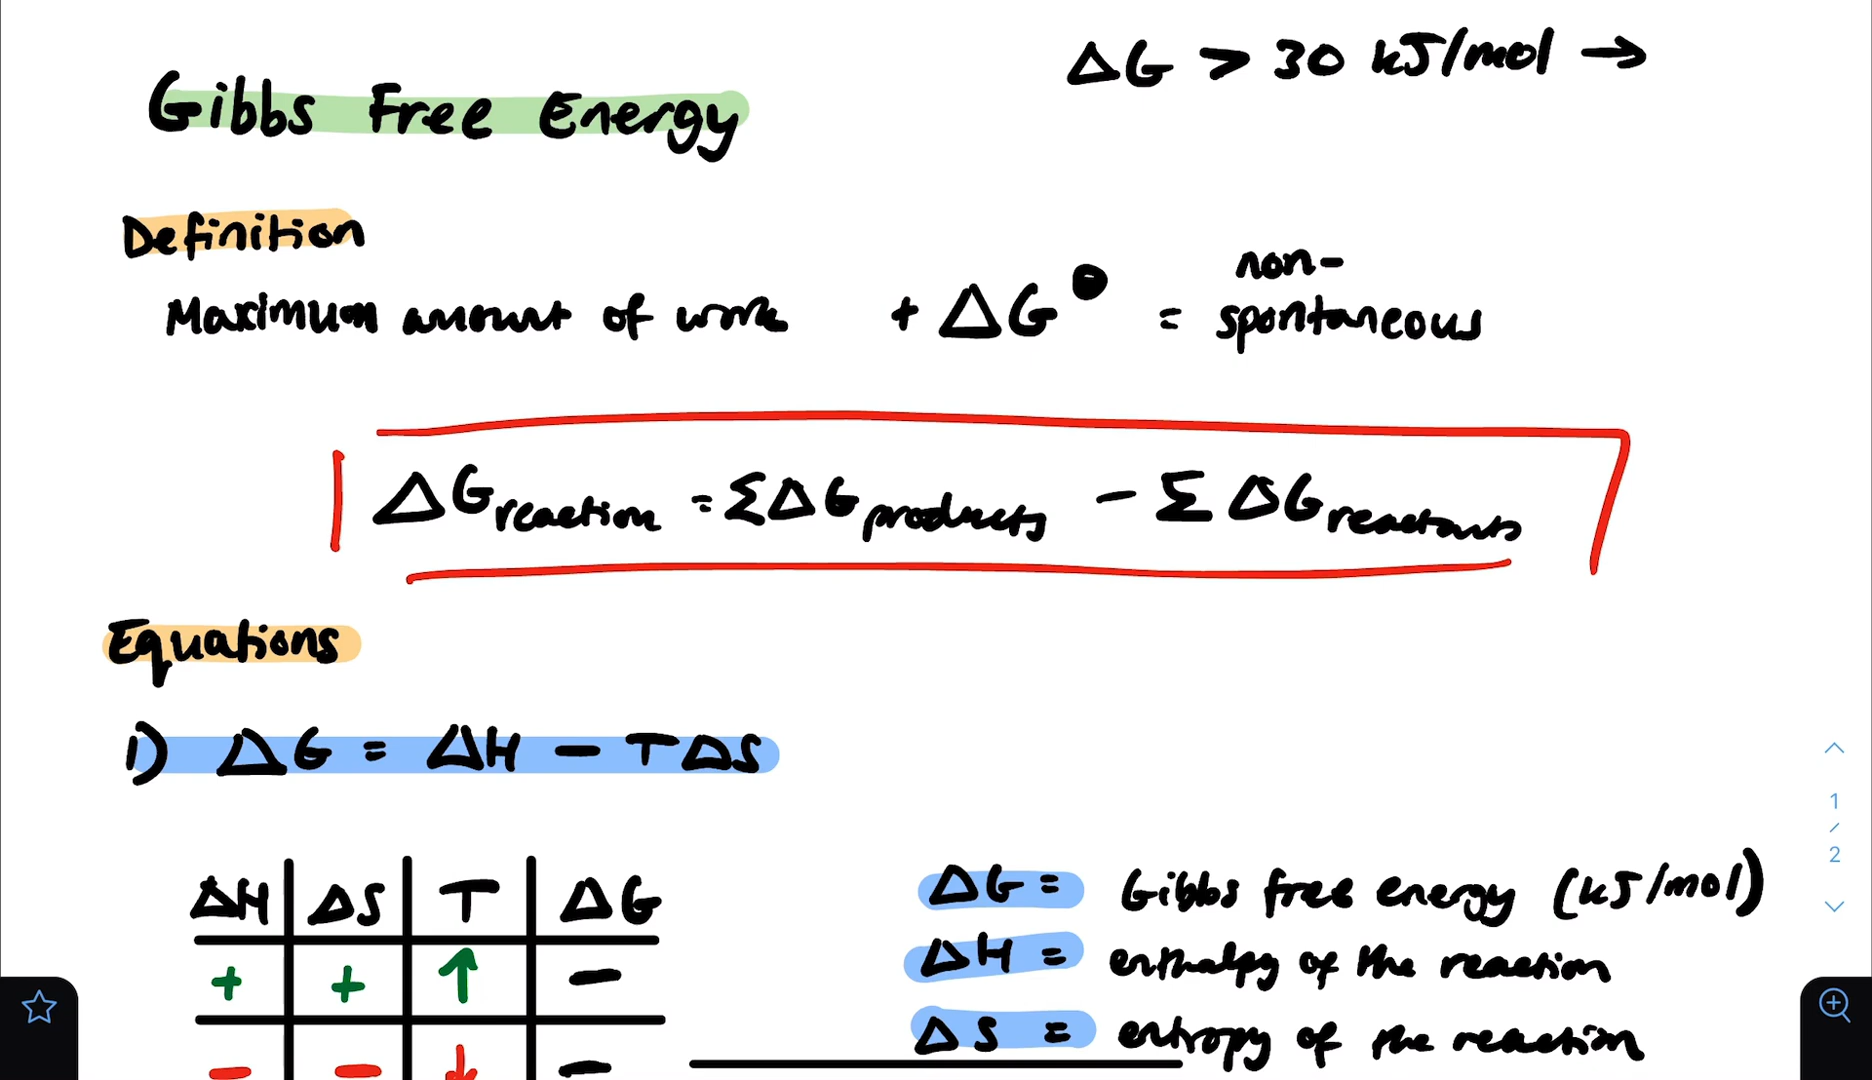 ΔG > 30 kJ/mol →
Gibbs Free Energy
Definition
Maximum amount of work
+ ΔG° = non-
spontaneous
ΔG reaction = ΣΔG products − ΣΔG reactants
Equations
1) ΔG = ΔH − TΔS
ΔH ΔS T ΔG
+ + ↑ −
− − ↓ −
ΔG = Gibbs free energy (kJ/mol)
ΔH = enthalpy of the reaction
ΔS = entropy of the reaction
1
/
2